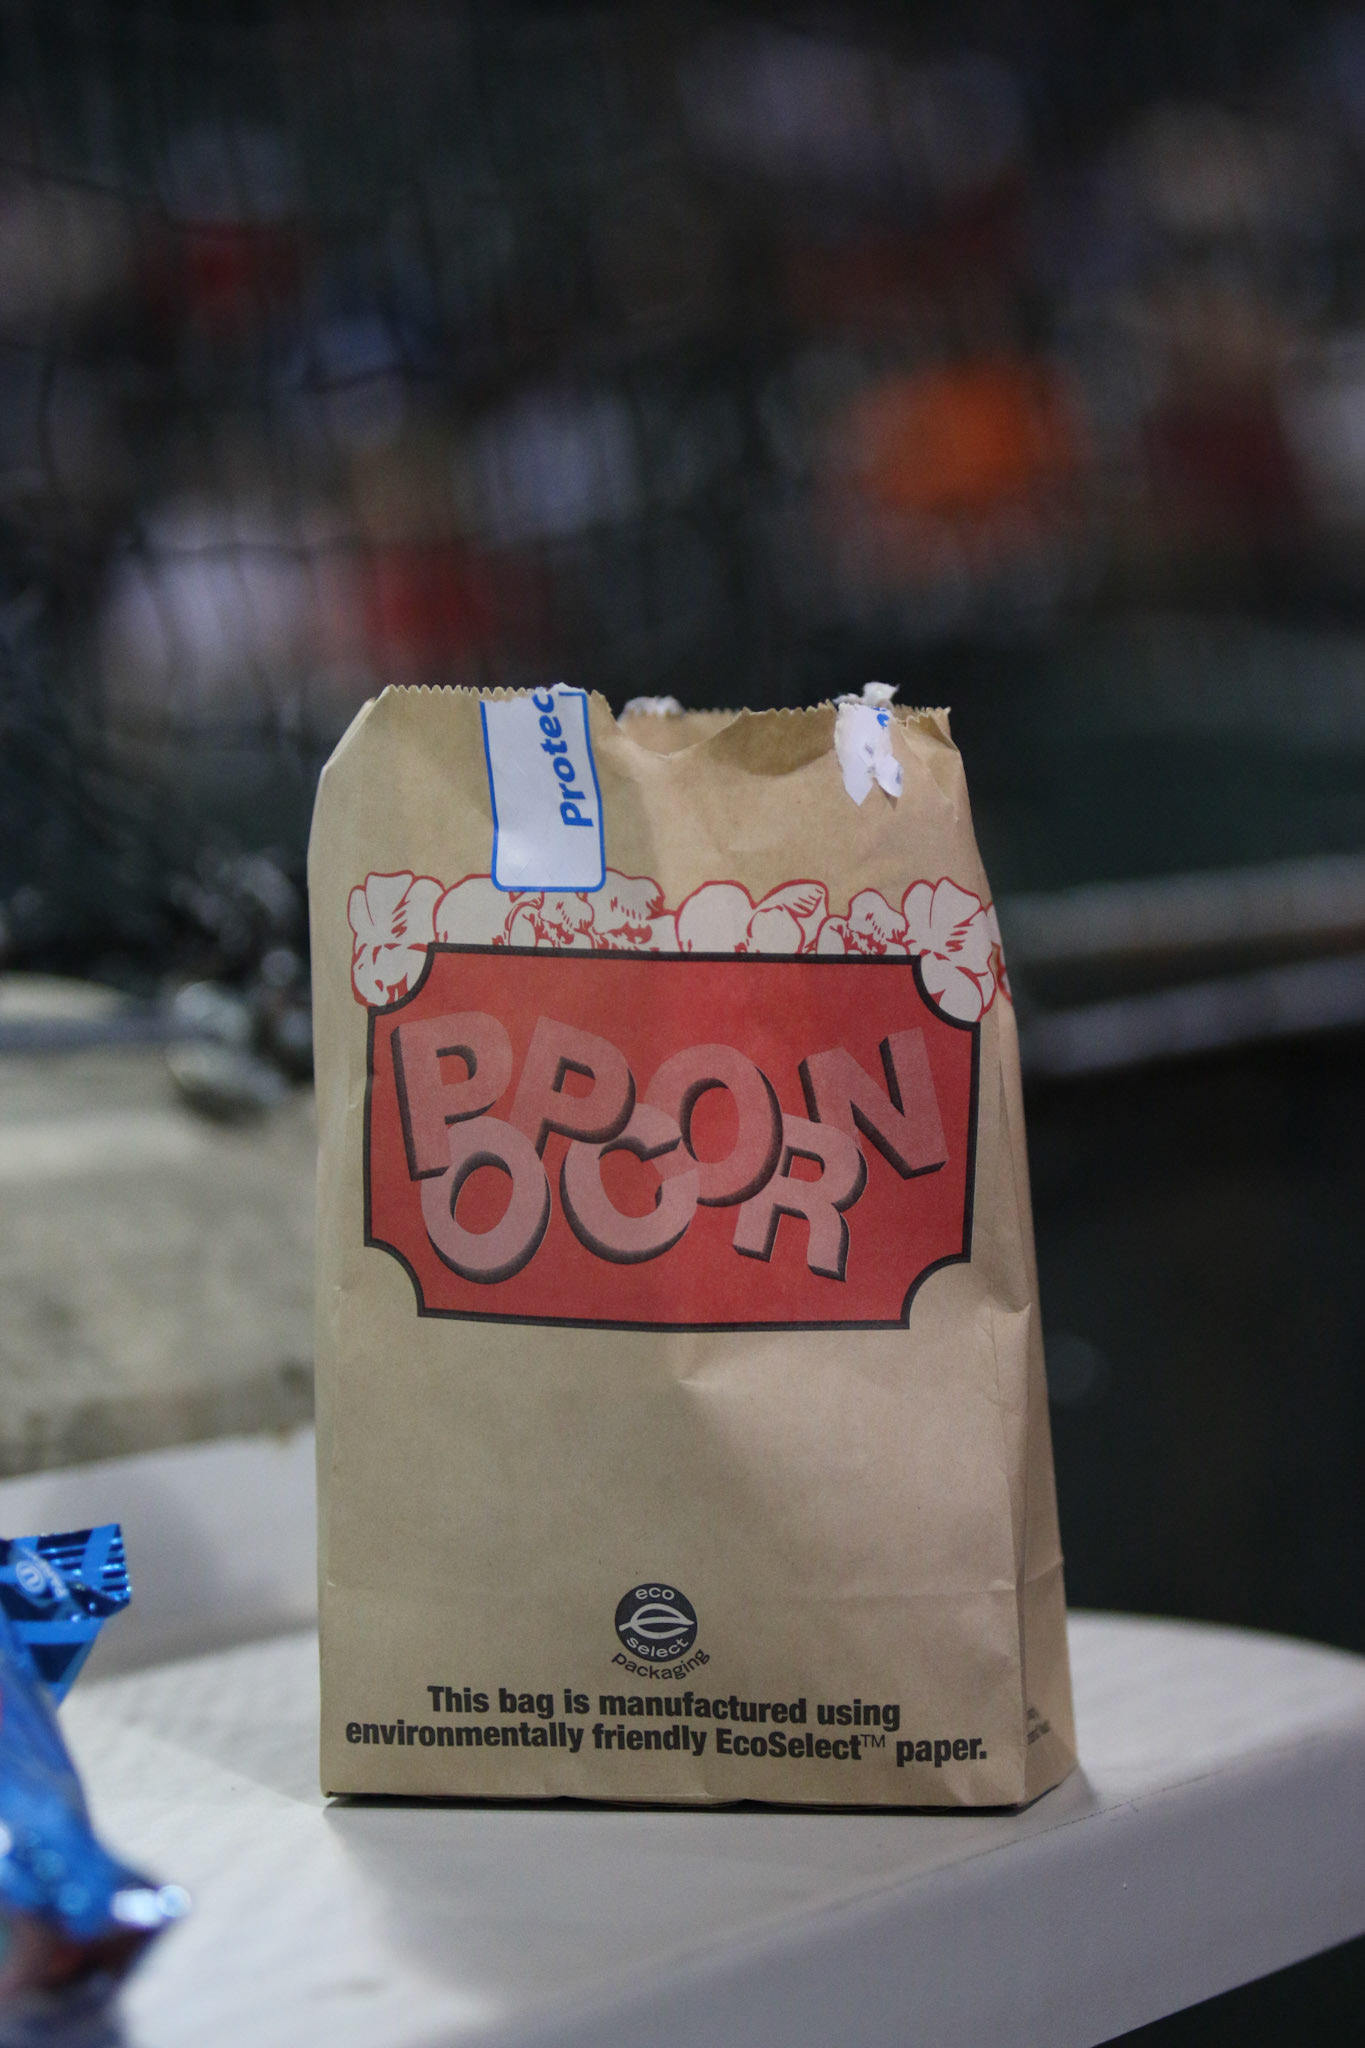 Protec
POPCORN
eco
select
packaging
This bag is manufactured using
environmentally friendly EcoSelect™ paper.